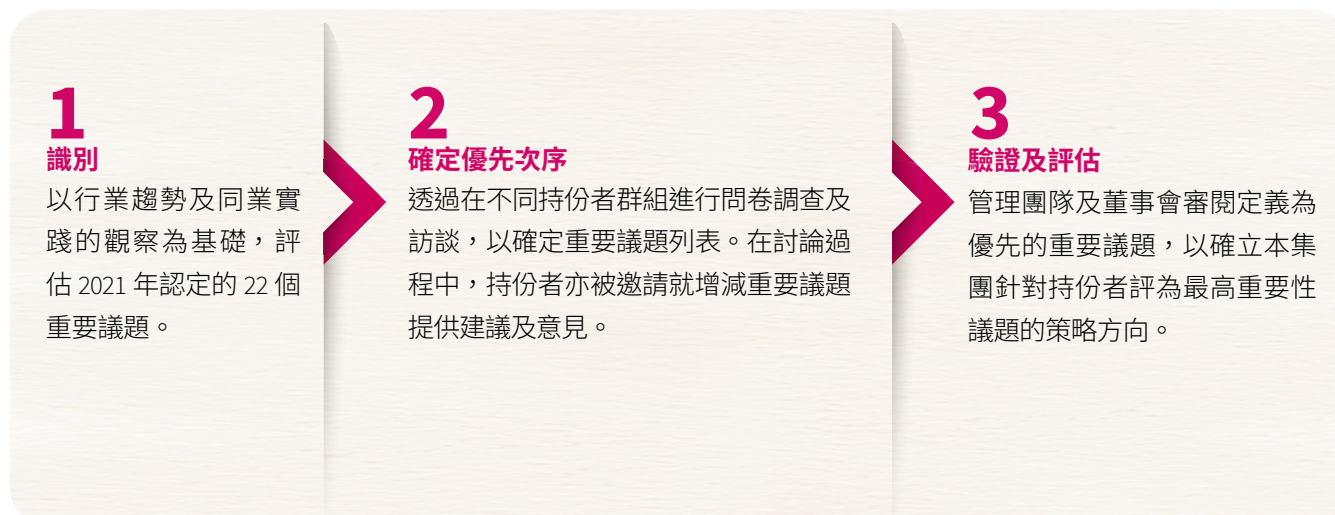 1
識別
以行業趨勢及同業實
踐的觀察為基礎，評
估 2021 年認定的 22 個
重要議題。
2
確定優先次序
透過在不同持份者群組進行問卷調查及
訪談，以確定重要議題列表。在討論過
程中，持份者亦被邀請就增減重要議題
提供建議及意見。
3
驗證及評估
管理團隊及董事會審閱定義為
優先的重要議題，以確立本集
團針對持份者評為最高重要性
議題的策略方向。